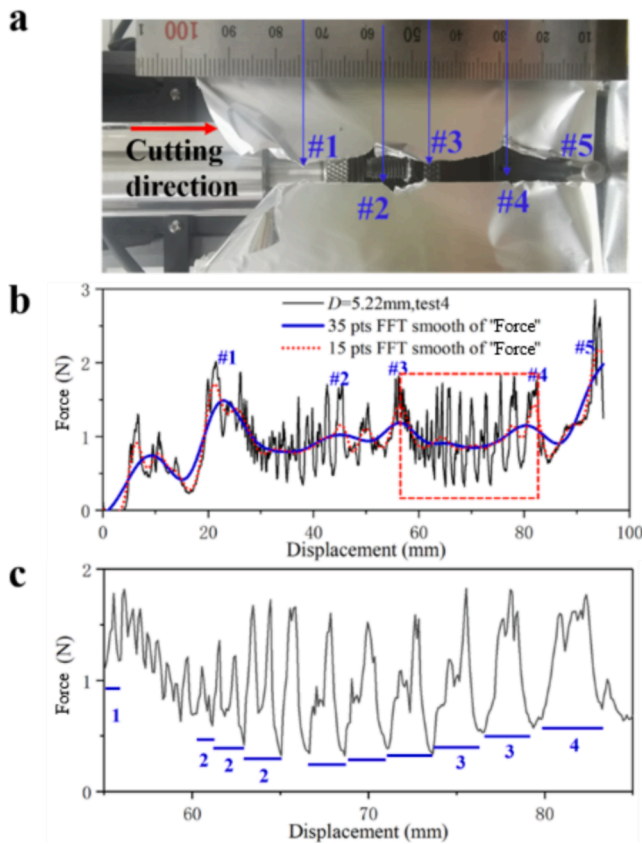 a
1 100 90 80 70 60 50 40 30 20 10
#1
#3
#5
Cutting
direction
#2
#4
b
D=5.22mm,test4
35 pts FFT smooth of "Force"
15 pts FFT smooth of "Force"
#1
#2
#3
#4
#5
Force (N)
3
2
1
0
0 20 40 60 80 100
Displacement (mm)
c
Force (N)
2
1
0
1
2
2
2
3
3
4
60 70 80
Displacement (mm)